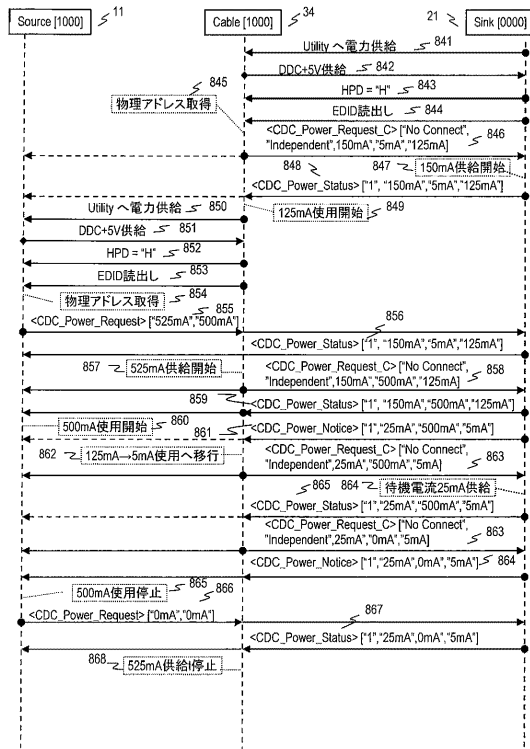 Source [1000] 11
Cable [1000] 34
21 Sink [0000]
Utility へ電力供給 841
DDC+5V供給 842
HPD = "H" 843
845
物理アドレス取得
EDID読出し 844
<CDC_Power_Request_C> ["No Connect",
"Independent",150mA,"5mA","125mA] 846
848 847 150mA供給開始
<CDC_Power_Status> ["1", "150mA","5mA","125mA"]
Utility へ電力供給 850
125mA使用開始 849
DDC+5V供給 851
HPD = "H" 852
EDID読出し 853
物理アドレス取得 854
855
<CDC_Power_Request> ["525mA","500mA"]
856
<CDC_Power_Status> ["1", "150mA","5mA","125mA"]
857 525mA供給開始
<CDC_Power_Request_C> ["No Connect",
"Independent",150mA,"500mA","125mA] 858
859
<CDC_Power_Status> ["1", "150mA","500mA","125mA"]
500mA使用開始 860
861 <CDC_Power_Notice> ["1","25mA","500mA","5mA"]
862 125mA→5mA使用へ移行
<CDC_Power_Request_C> ["No Connect",
"Independent",25mA,"500mA","5mA] 863
865 864 待機電流25mA供給
<CDC_Power_Status> ["1","25mA","500mA","5mA"]
<CDC_Power_Request_C> ["No Connect",
"Independent",25mA,"0mA","5mA] 863
<CDC_Power_Notice> ["1","25mA,0mA","5mA"] 864
500mA使用停止 865
866
<CDC_Power_Request> ["0mA","0mA"]
867
<CDC_Power_Status> ["1","25mA,0mA","5mA"]
868 525mA供給停止